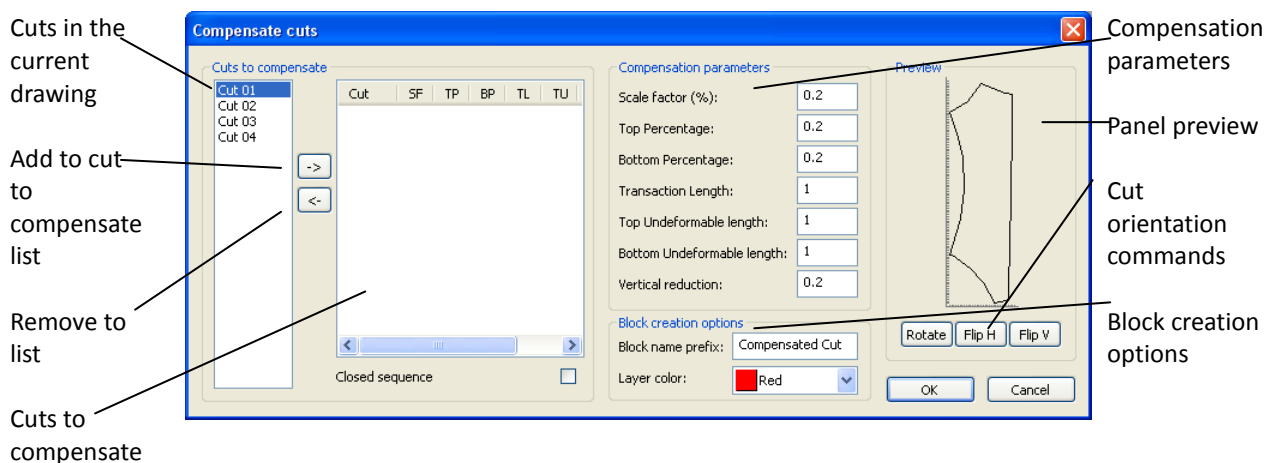 Cuts in the
current
drawing
Add to cut
to
compensate
list
Remove to
list
Cuts to
compensate
Compensate cuts
Cuts to compensate
Cut 01
Cut 02
Cut 03
Cut 04
->
<-
Cut SF TP BP TL TU
Closed sequence
Compensation parameters
Scale factor (%): 0.2
Top Percentage: 0.2
Bottom Percentage: 0.2
Transaction Length: 1
Top Undeformable length: 1
Bottom Undeformable length: 1
Vertical reduction: 0.2
Block creation options
Block name prefix: Compensated Cut
Layer color: Red
Preview
Rotate Flip H Flip V
OK Cancel
Compensation
parameters
Panel preview
Cut
orientation
commands
Block creation
options